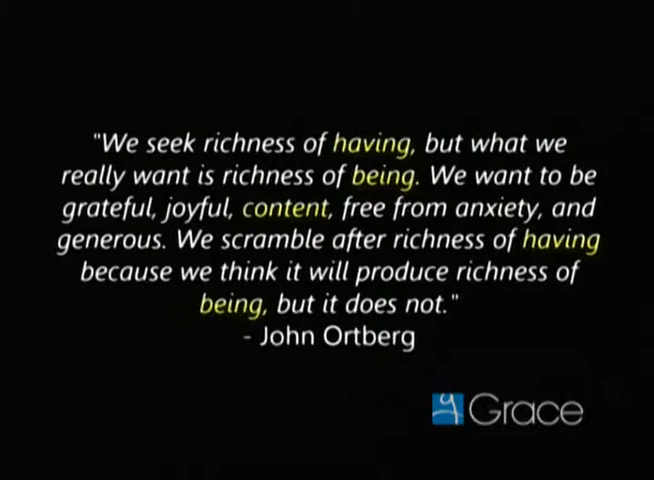 "We seek richness of having, but what we
really want is richness of being. We want to be
grateful, joyful, content, free from anxiety, and
generous. We scramble after richness of having
because we think it will produce richness of
being, but it does not."
- John Ortberg
Grace